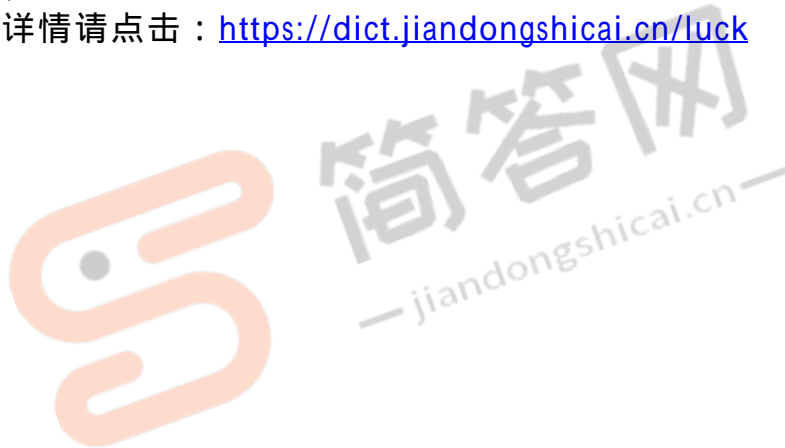 详情请点击：https://dict.jiandongshicai.cn/luck
简答网
jiandongshicai.cn